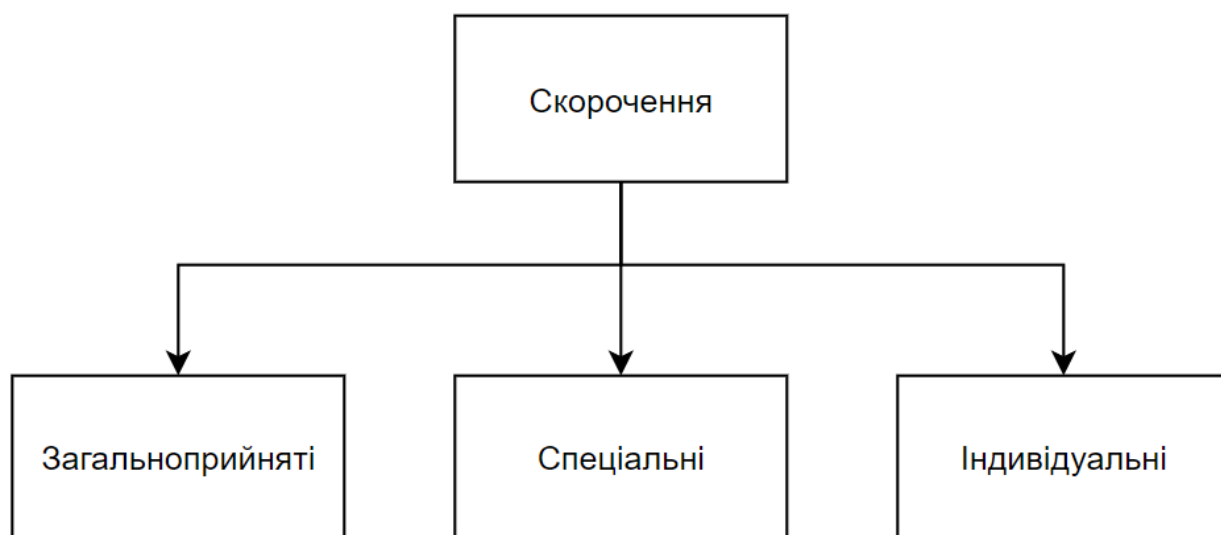 Скорочення
Загальноприйняті
Спеціальні
Індивідуальні